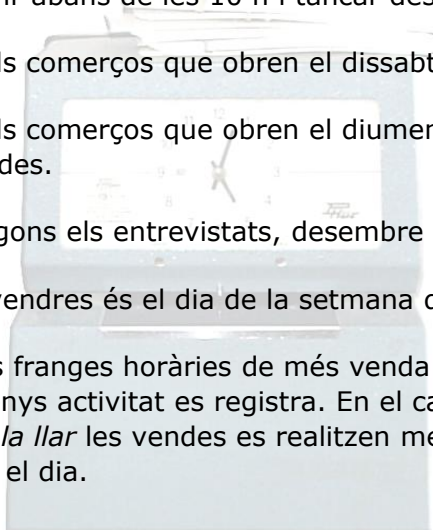 abans de les 10 h i tancar des
ls comerços que obren el dissabt
ls comerços que obren el diumer
des.
gons els entrevistats, desembre
vendres és el dia de la setmana
s franges horàries de més venda
nys activitat es registra. En el ca
la llar les vendes es realitzen me
el dia.